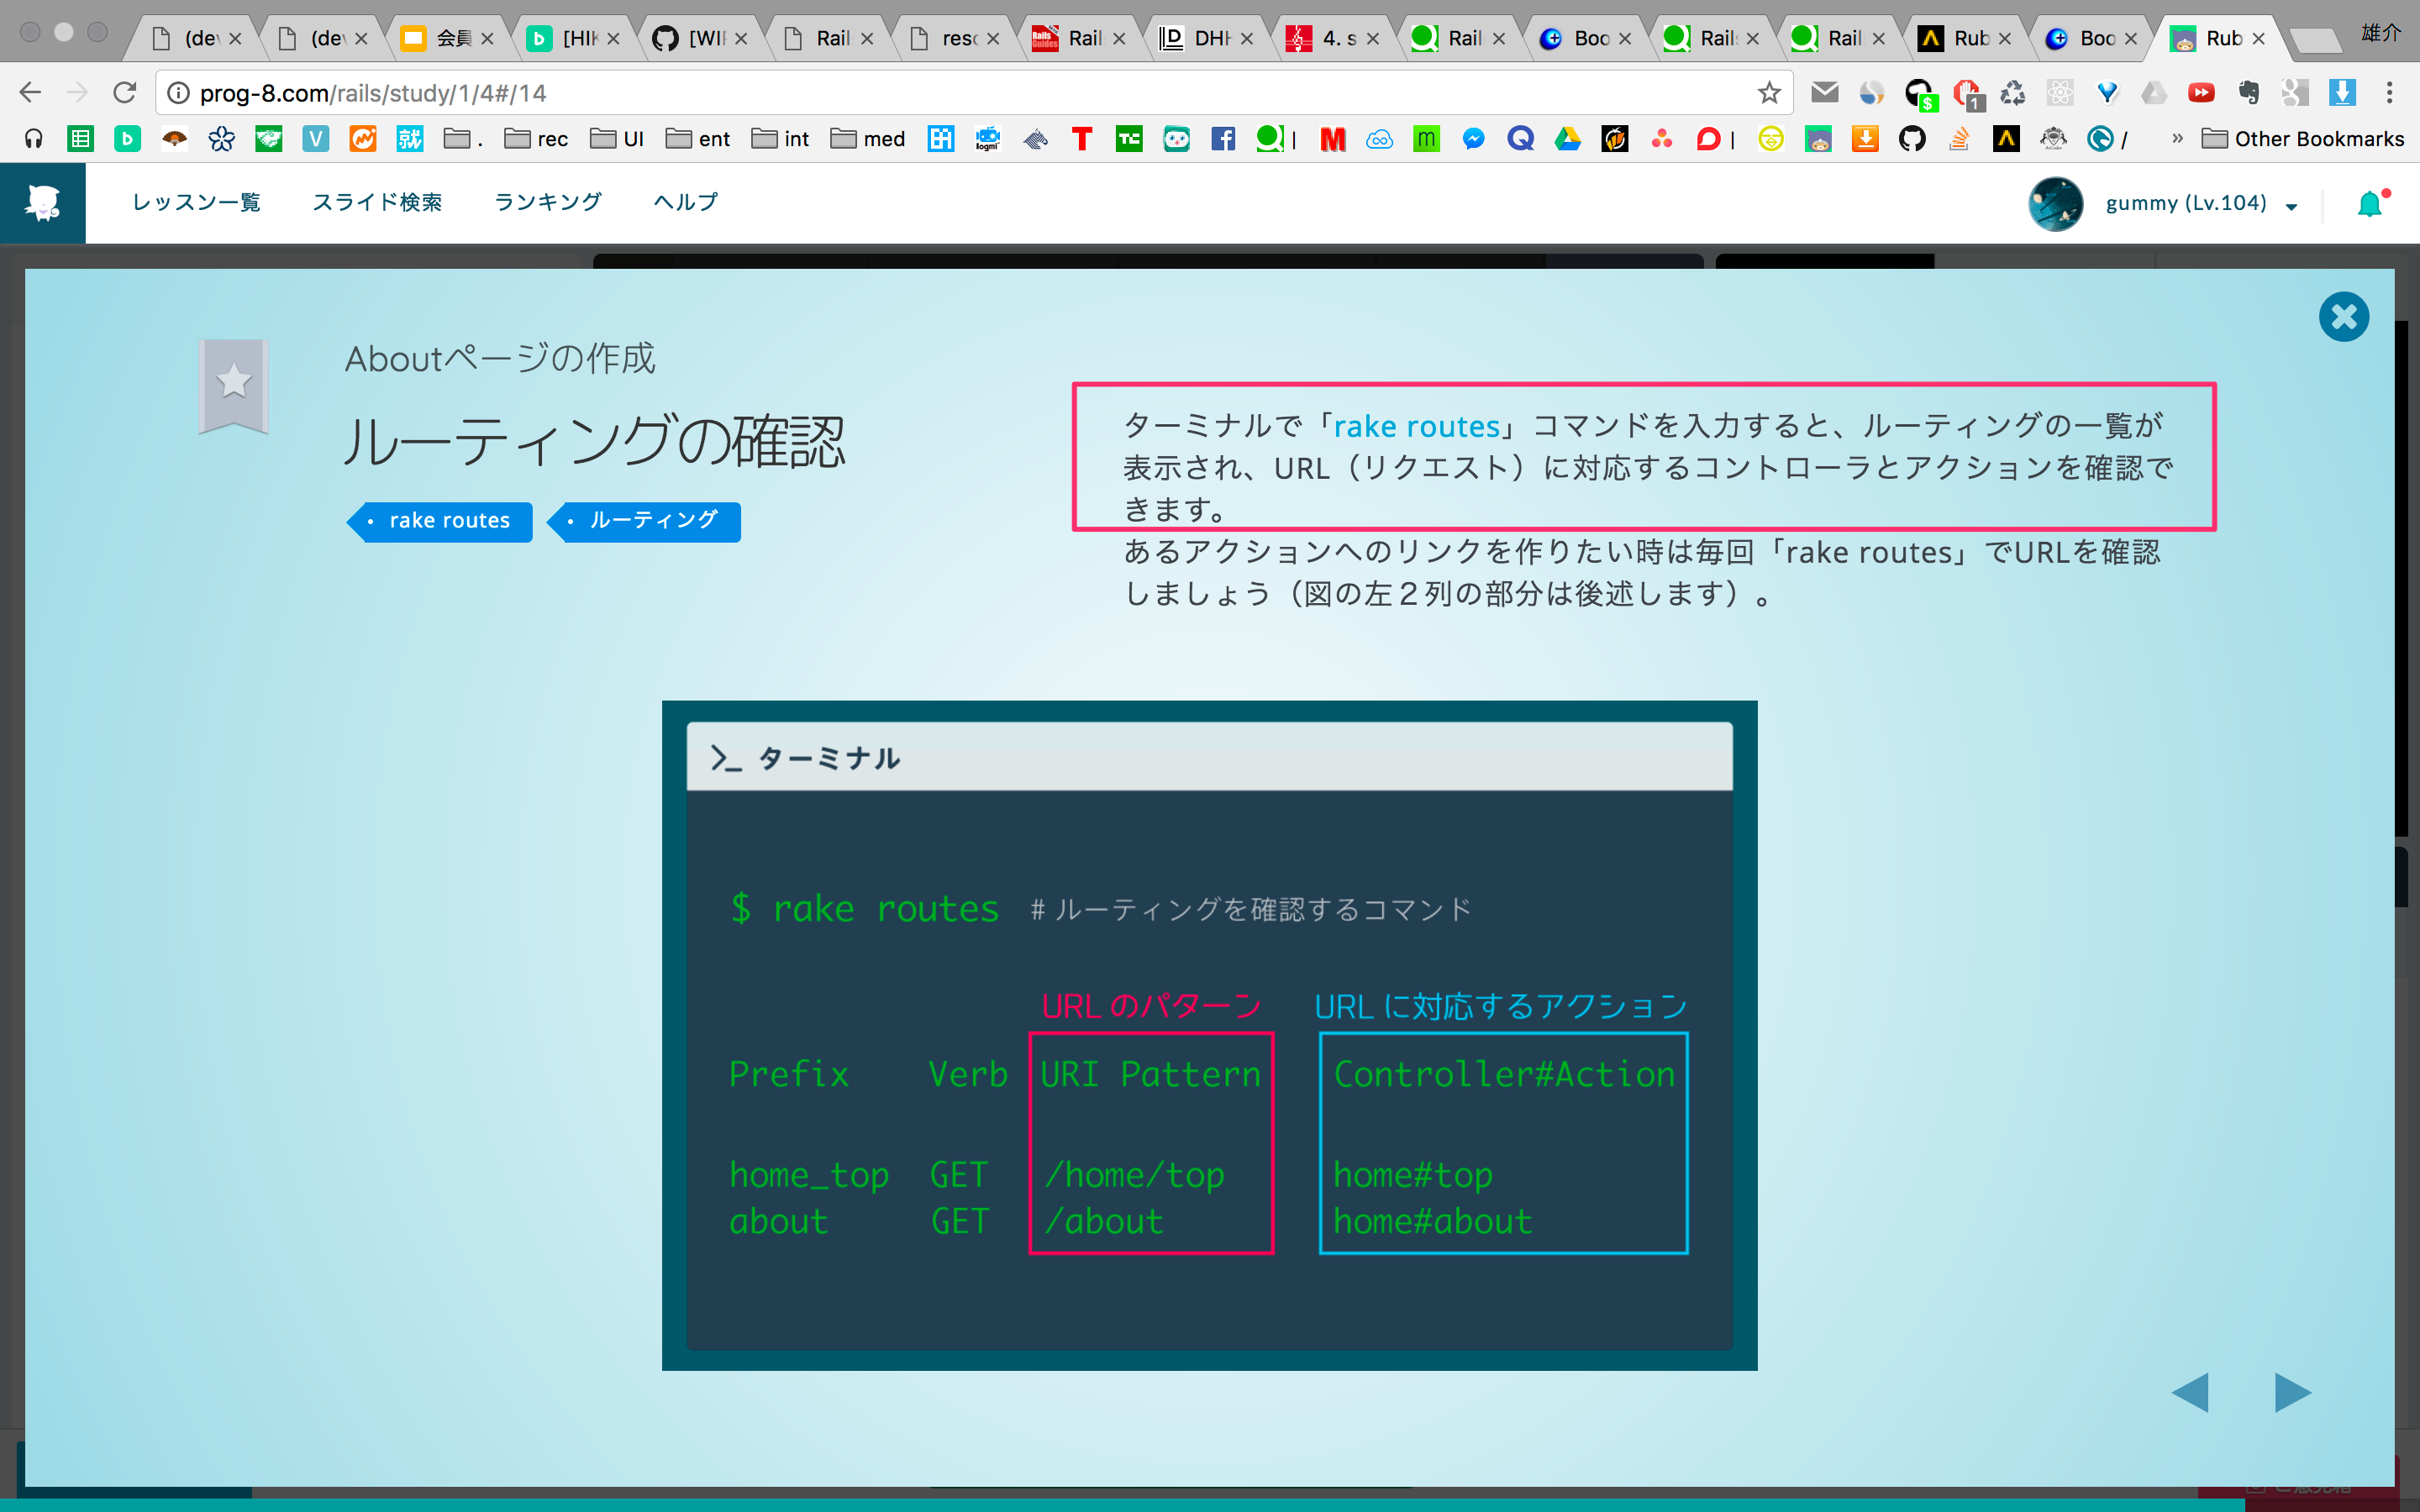 (dev
(dev
会員
[HIK
[WIP
Rail
reso
Rail
DHH
4. s
Rail
Boo
Rails
Rail
Rub
Boo
Rub
雄介
prog-8.com/rails/study/1/4#/14
$
1
.
rec
UI
ent
int
med
|
|
/
» Other Bookmarks
レッスン一覧
スライド検索
ランキング
ヘルプ
gummy (Lv.104)
Aboutページの作成
ルーティングの確認
rake routes
ルーティング
ターミナルで「rake routes」コマンドを入力すると、ルーティングの一覧が
表示され、URL（リクエスト）に対応するコントローラとアクションを確認で
きます。
あるアクションへのリンクを作りたい時は毎回「rake routes」でURLを確認
しましょう（図の左２列の部分は後述します）。
>_ ターミナル
$ rake routes # ルーティングを確認するコマンド
URL のパターン URL に対応するアクション
Prefix Verb URI Pattern Controller#Action
home_top GET /home/top home#top
about GET /about home#about